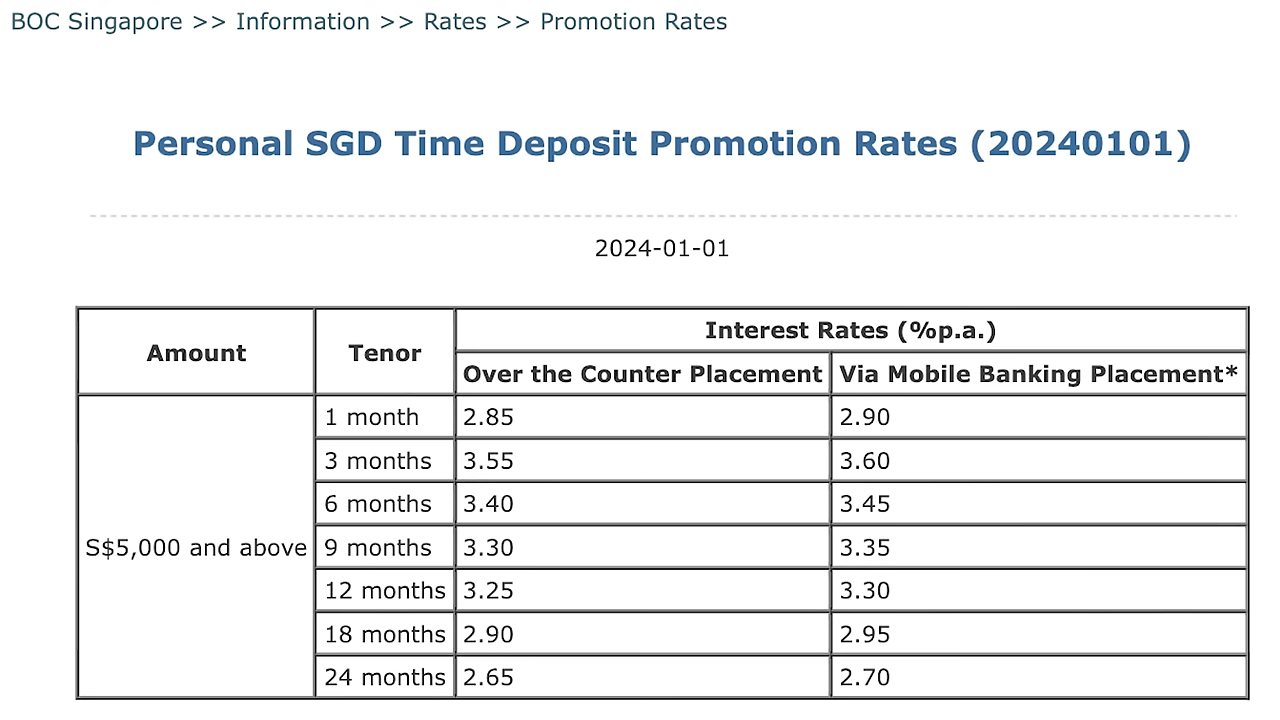 BOC Singapore >> Information >> Rates >> Promotion Rates
Personal SGD Time Deposit Promotion Rates (20240101)
2024-01-01
Amount Tenor Interest Rates (%p.a.)
Over the Counter Placement Via Mobile Banking Placement*
S$5,000 and above
1 month 2.85 2.90
3 months 3.55 3.60
6 months 3.40 3.45
9 months 3.30 3.35
12 months 3.25 3.30
18 months 2.90 2.95
24 months 2.65 2.70